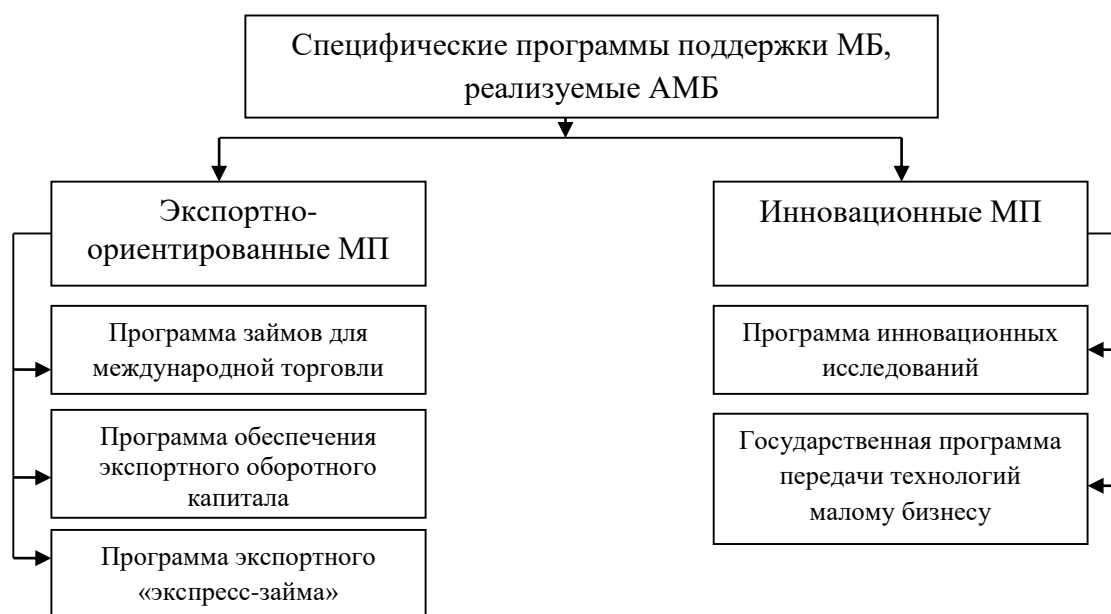 Специфические программы поддержки МБ,
реализуемые АМБ
Экспортно-
ориентированные МП
Программа займов для
международной торговли
Программа обеспечения
экспортного оборотного
капитала
Программа экспортного
«экспресс-займа»
Инновационные МП
Программа инновационных
исследований
Государственная программа
передачи технологий
малому бизнесу